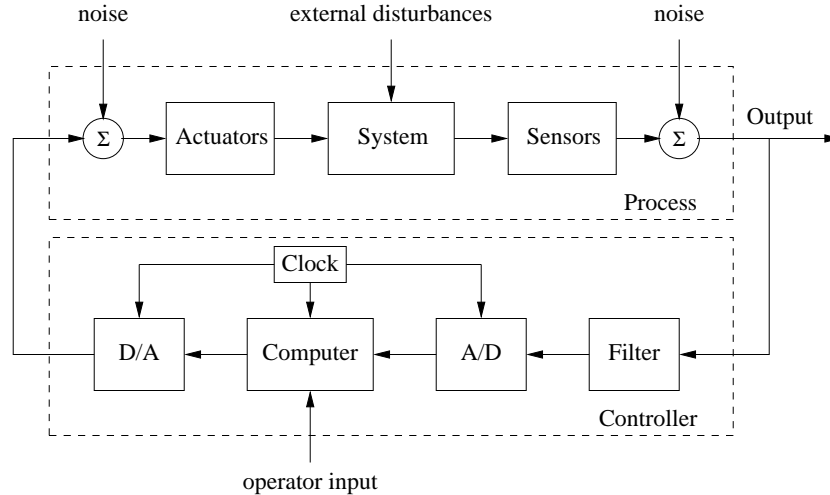 noise external disturbances noise
Σ Actuators System Sensors Σ Output
Process
Clock
D/A Computer A/D Filter
Controller
operator input